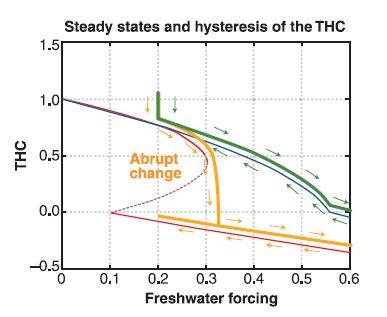 Steady states and hysteresis of the THC
1.5
1.0
0.5
0.0
–0.5
THC
Abrupt
change
0 0.1 0.2 0.3 0.4 0.5 0.6
Freshwater forcing